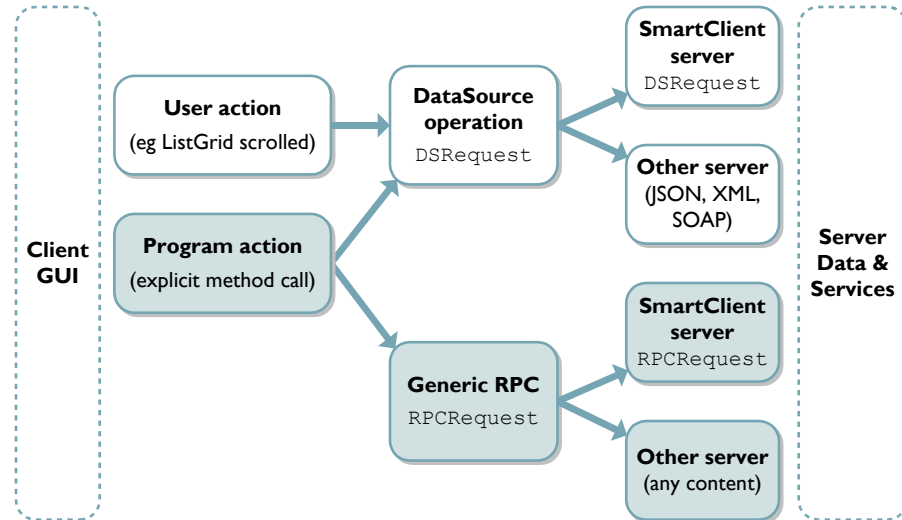 Client
GUI
User action
(eg ListGrid scrolled)
Program action
(explicit method call)
DataSource
operation
DSRequest
Generic RPC
RPCRequest
SmartClient
server
DSRequest
Other server
(JSON, XML,
SOAP)
SmartClient
server
RPCRequest
Other server
(any content)
Server
Data &
Services